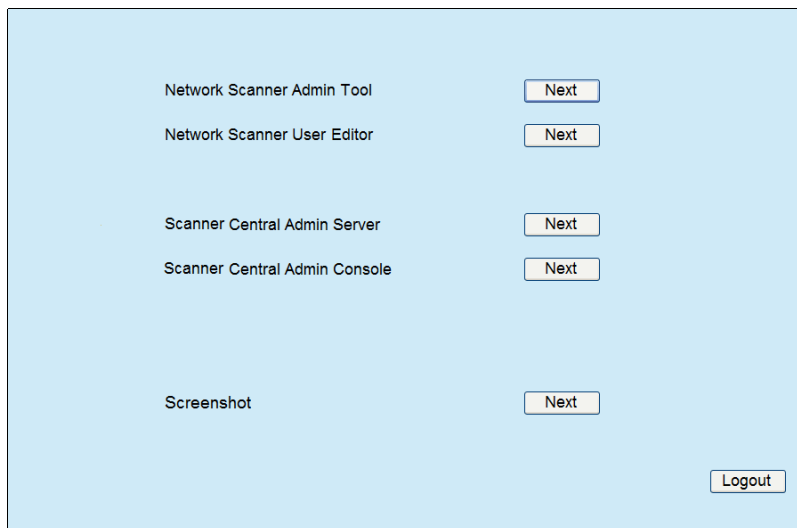 Network Scanner Admin Tool Next
Network Scanner User Editor Next
Scanner Central Admin Server Next
Scanner Central Admin Console Next
Screenshot Next
Logout